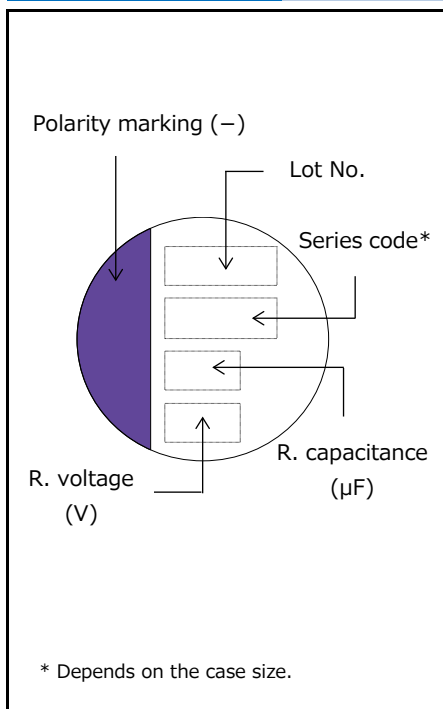 Polarity marking (−)
Lot No.
Series code*
R. capacitance
(µF)
R. voltage
(V)
* Depends on the case size.